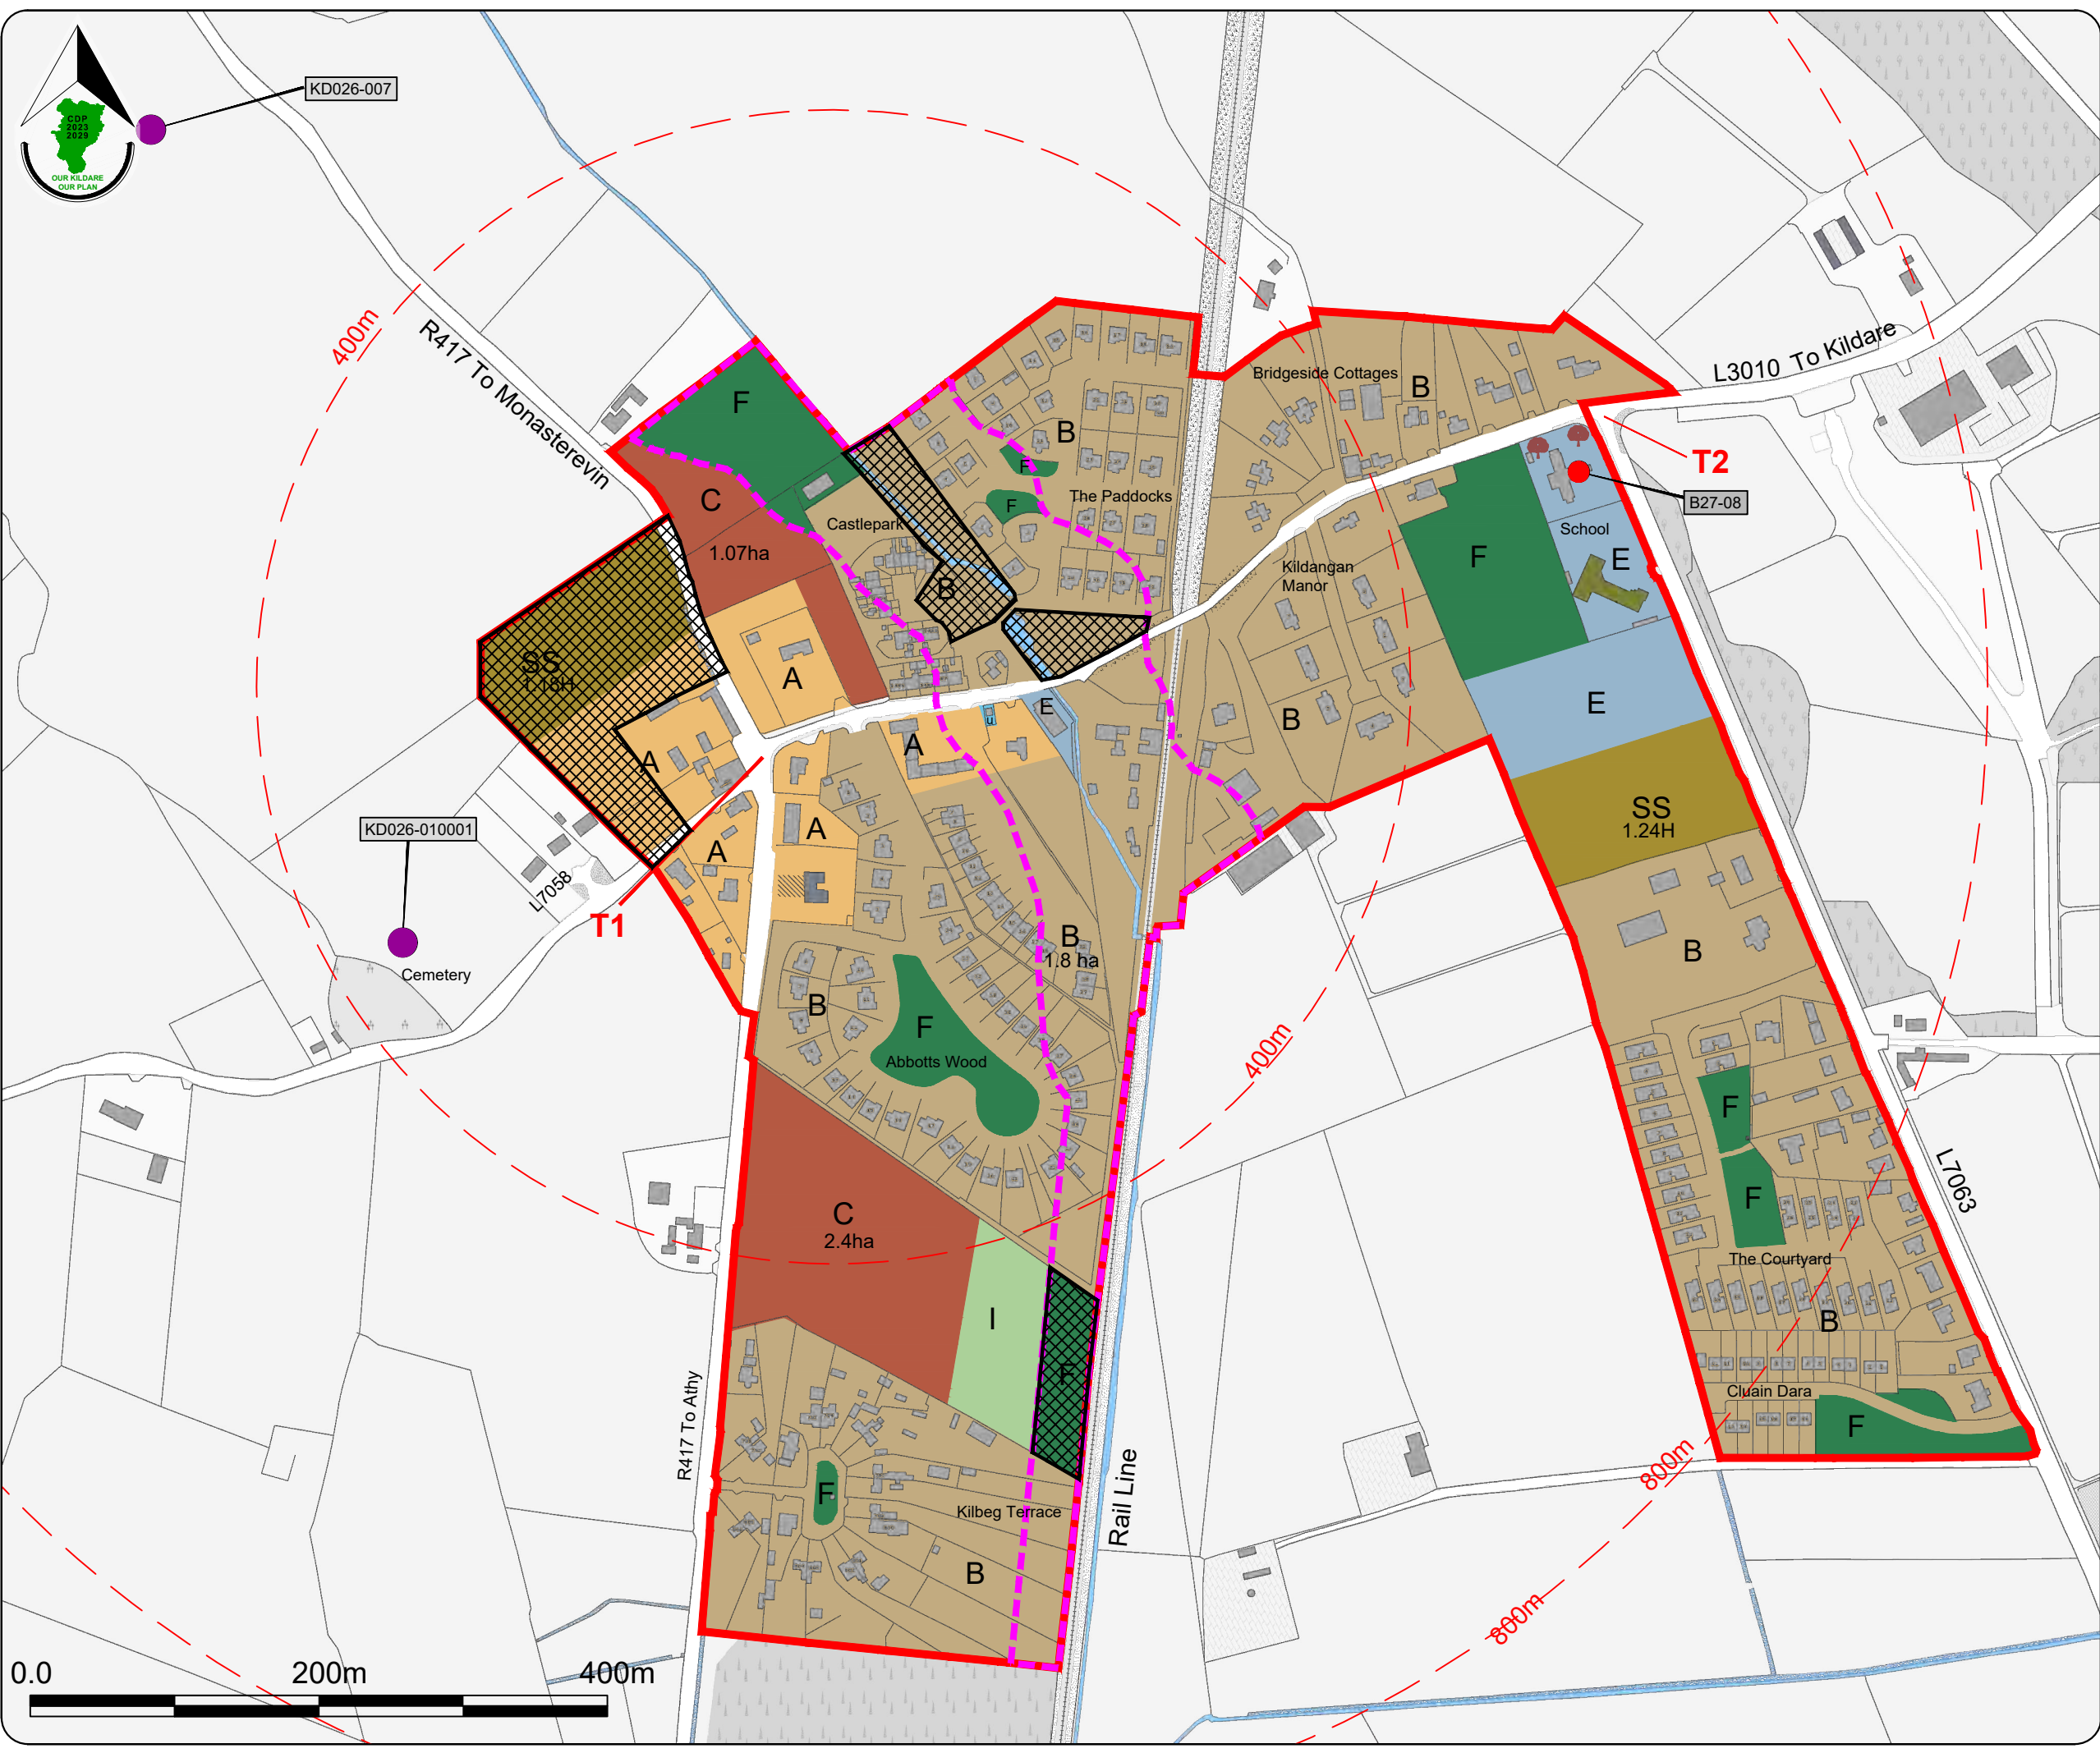 KD026-007
CDP
2023
2029
OUR KILDARE
OUR PLAN
400m
R417 To Monasterevin
F
C
1.07ha
Castlepark
B
B
F
F
The Paddocks
Bridgeside Cottages
B
L3010 To Kildare
T2
B27-08
School
E
F
Kildangan
Manor
B
E
SS
1.18H
A
A
A
u
E
A
A
SS
1.24H
KD026-010001
L7058
T1
Cemetery
B
1.8 ha
B
B
F
Abbotts Wood
400m
F
F
L7063
C
2.4ha
The Courtyard
B
I
F
Cluain Dara
F
R417 To Athy
F
Kilbeg Terrace
B
Rail Line
800m
800m
0.0
200m
400m